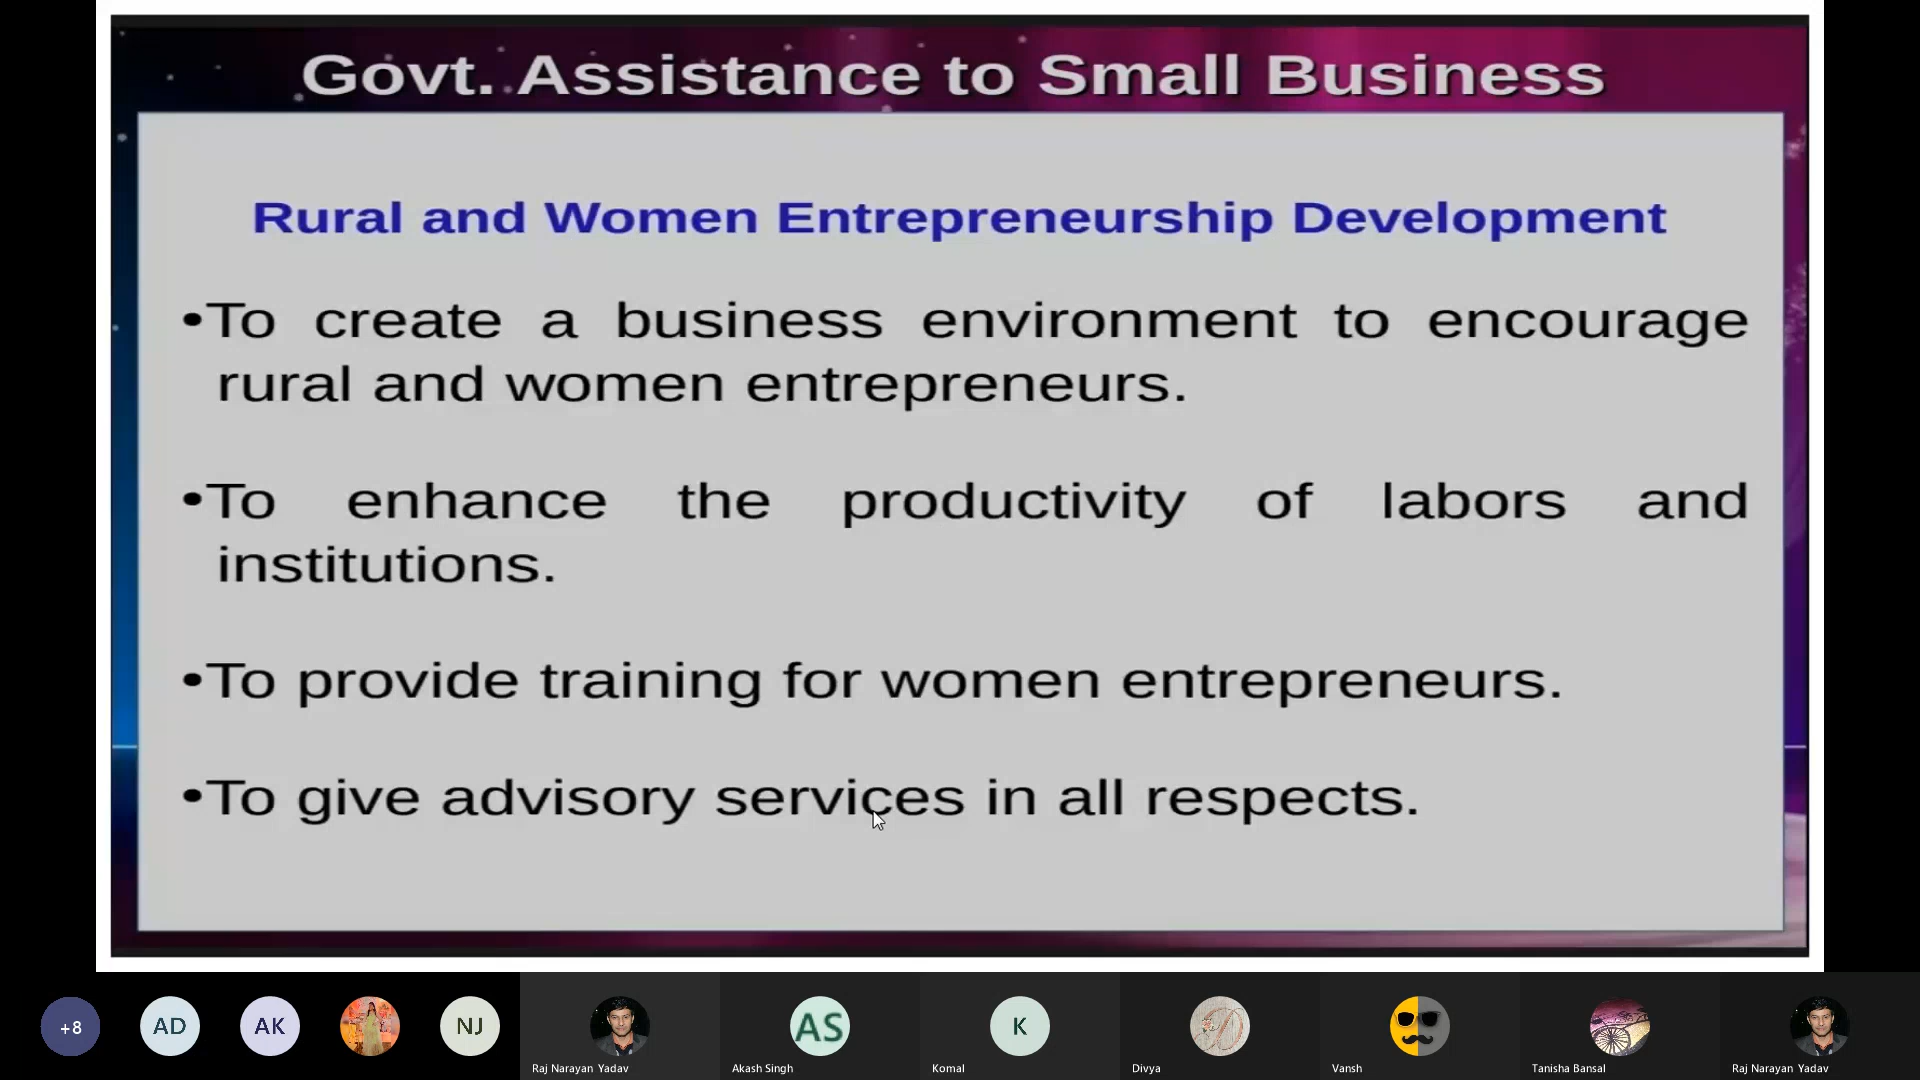 Govt. Assistance to Small Business
Rural and Women Entrepreneurship Development
•To create a business environment to encourage
rural and women entrepreneurs.
•To enhance the productivity of labors and
institutions.
•To provide training for women entrepreneurs.
•To give advisory services in all respects.
+8
AD
AK
NJ
AS
K
D
Raj Narayan Yadav
Akash Singh
Komal
Divya
Vansh
Tanisha Bansal
Raj Narayan Yadav